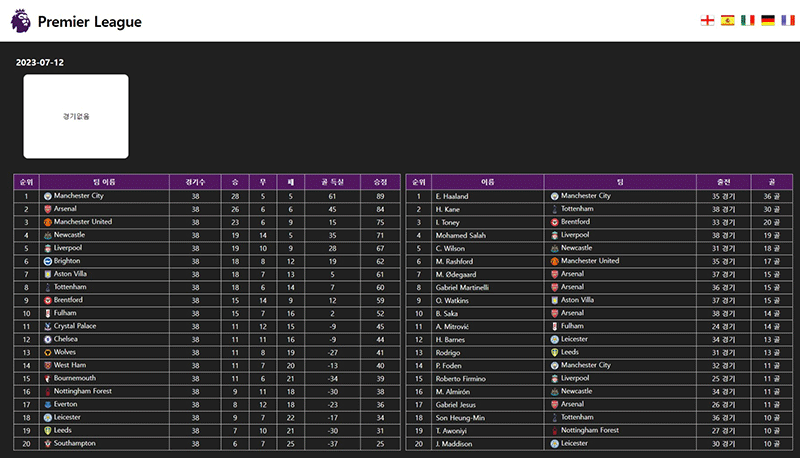 Premier League
2023-07-12
경기없음
순위 팀 이름 경기수 승 무 패 골 득실 승점
1 Manchester City 38 28 5 5 61 89
2 Arsenal 38 26 6 6 45 84
3 Manchester United 38 23 6 9 15 75
4 Newcastle 38 19 14 5 35 71
5 Liverpool 38 19 10 9 28 67
6 Brighton 38 18 8 12 19 62
7 Aston Villa 38 18 7 13 5 61
8 Tottenham 38 18 6 14 7 60
9 Brentford 38 15 14 9 12 59
10 Fulham 38 15 7 16 2 52
11 Crystal Palace 38 11 12 15 -9 45
12 Chelsea 38 11 11 16 -9 44
13 Wolves 38 11 8 19 -27 41
14 West Ham 38 11 7 20 -13 40
15 Bournemouth 38 11 6 21 -34 39
16 Nottingham Forest 38 9 11 18 -30 38
17 Everton 38 8 12 18 -23 36
18 Leicester 38 9 7 22 -17 34
19 Leeds 38 7 10 21 -30 31
20 Southampton 38 6 7 25 -37 25
순위 이름 팀 출전 골
1 E. Haaland Manchester City 35 경기 36 골
2 H. Kane Tottenham 38 경기 30 골
3 I. Toney Brentford 33 경기 20 골
4 Mohamed Salah Liverpool 38 경기 19 골
5 C. Wilson Newcastle 31 경기 18 골
6 M. Rashford Manchester United 35 경기 17 골
7 M. Ødegaard Arsenal 37 경기 15 골
8 Gabriel Martinelli Arsenal 36 경기 15 골
9 O. Watkins Aston Villa 37 경기 15 골
10 B. Saka Arsenal 38 경기 14 골
11 A. Mitrović Fulham 24 경기 14 골
12 H. Barnes Leicester 34 경기 13 골
13 Rodrigo Leeds 31 경기 13 골
14 P. Foden Manchester City 32 경기 11 골
15 Roberto Firmino Liverpool 25 경기 11 골
16 M. Almirón Newcastle 34 경기 11 골
17 Gabriel Jesus Arsenal 26 경기 11 골
18 Son Heung-Min Tottenham 36 경기 10 골
19 T. Awoniyi Nottingham Forest 27 경기 10 골
20 J. Maddison Leicester 30 경기 10 골